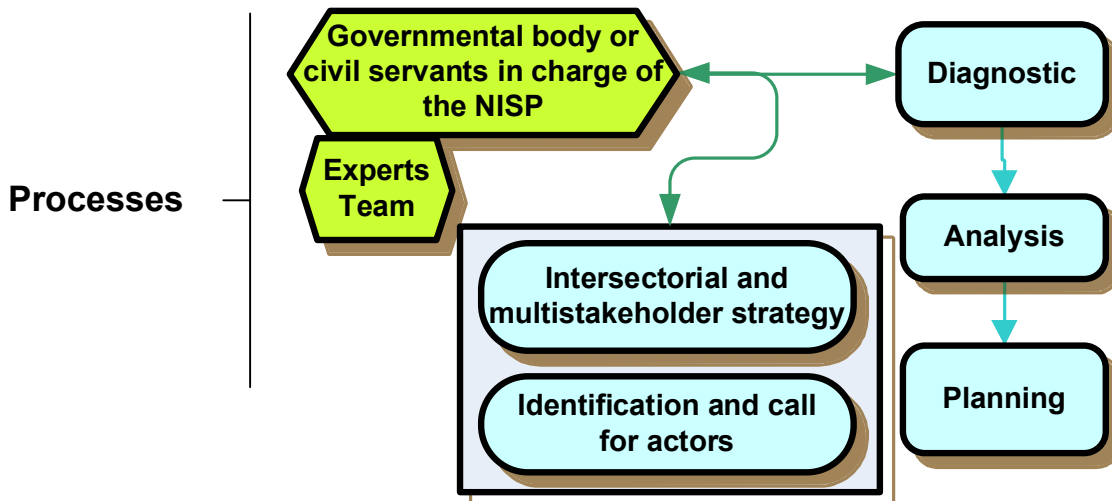 Processes
Governmental body or
civil servants in charge of
the NISP
Experts
Team
Intersectorial and
multistakeholder strategy
Identification and call
for actors
Diagnostic
Analysis
Planning